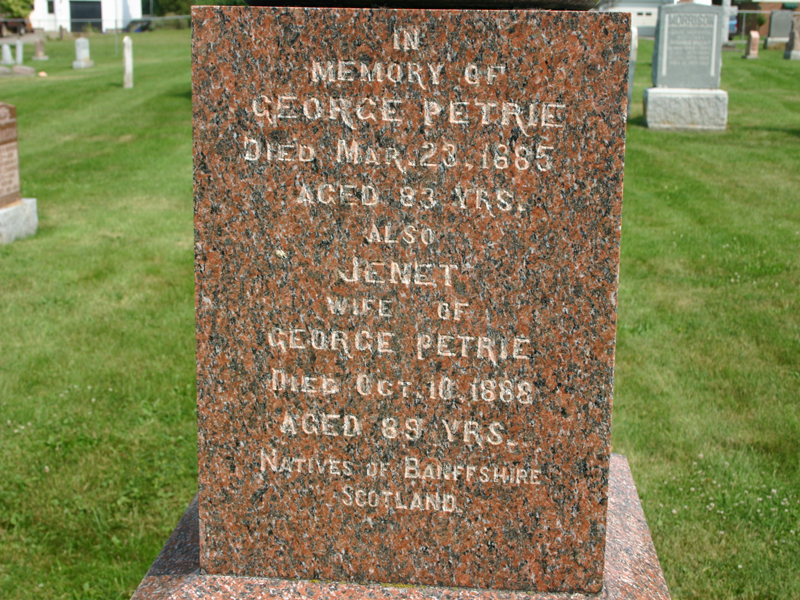 IN
MEMORY OF
GEORGE PETRIE
DIED MAR. 23. 1885
AGED 83 YRS.
ALSO
JENET
WIFE OF
GEORGE PETRIE
DIED OCT. 10. 1888
AGED 89 YRS.
NATIVES OF BANFFSHIRE
SCOTLAND.
MORRISON